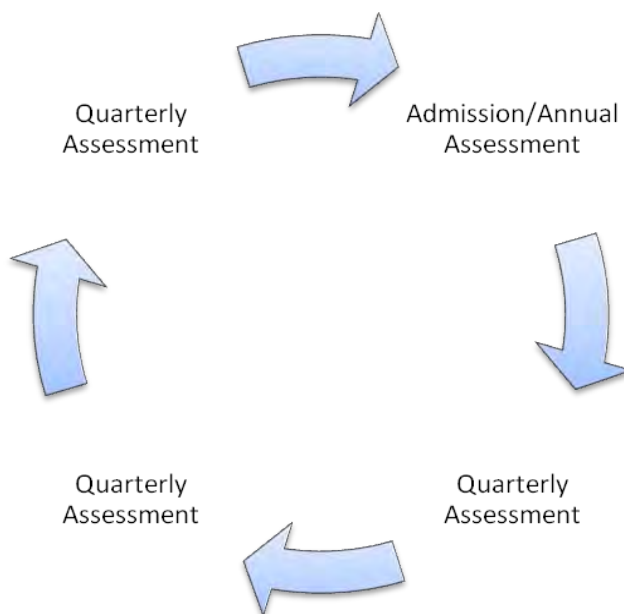 Quarterly
Assessment
Admission/Annual
Assessment
Quarterly
Assessment
Quarterly
Assessment